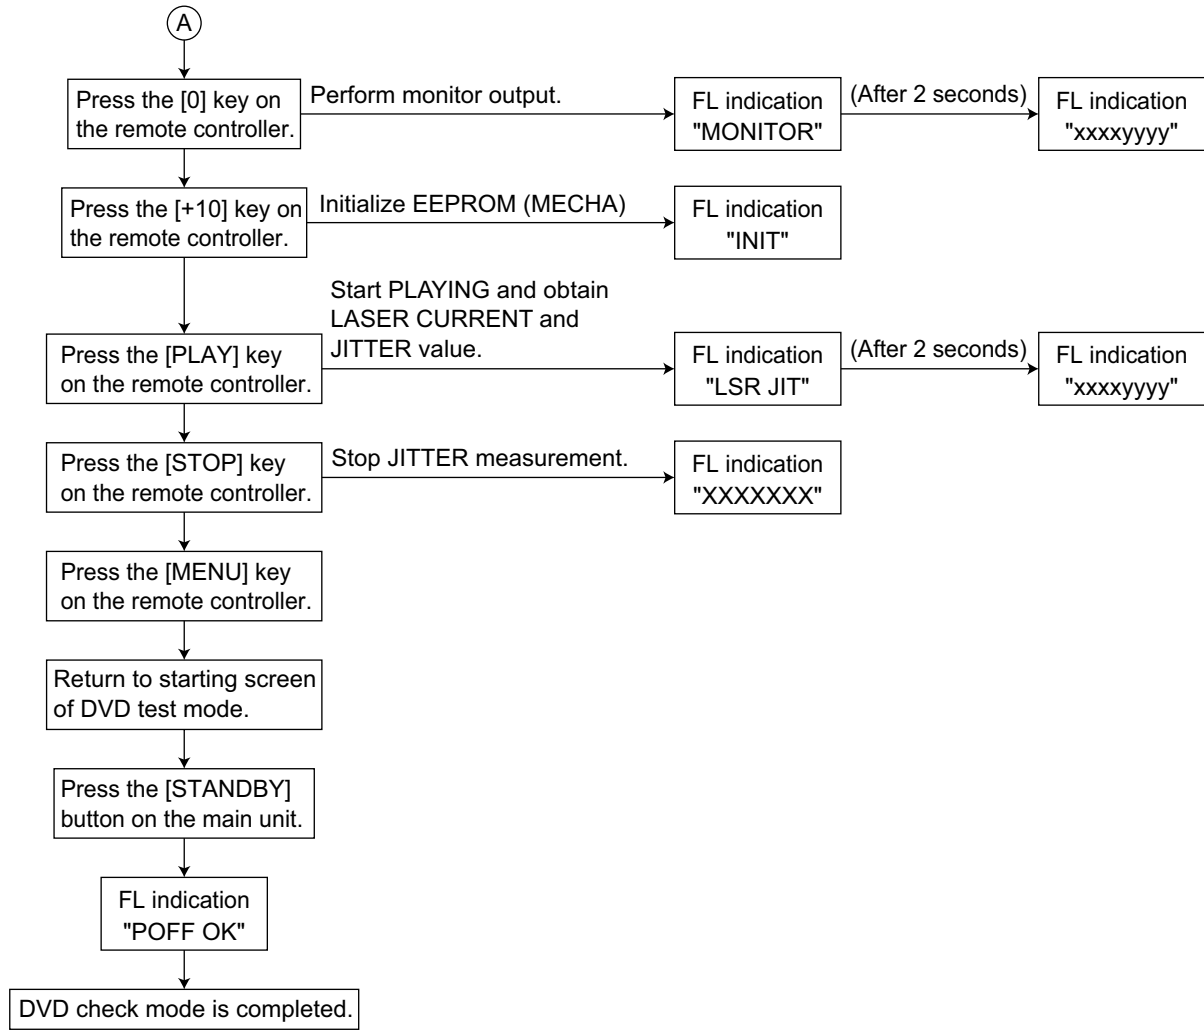 A
Press the [0] key on
the remote controller.
Perform monitor output.
FL indication
"MONITOR"
(After 2 seconds)
FL indication
"xxxxyyyy"
Press the [+10] key on
the remote controller.
Initialize EEPROM (MECHA)
FL indication
"INIT"
Start PLAYING and obtain
LASER CURRENT and
JITTER value.
Press the [PLAY] key
on the remote controller.
FL indication
"LSR JIT"
(After 2 seconds)
FL indication
"xxxxyyyy"
Press the [STOP] key
on the remote controller.
Stop JITTER measurement.
FL indication
"XXXXXXX"
Press the [MENU] key
on the remote controller.
Return to starting screen
of DVD test mode.
Press the [STANDBY]
button on the main unit.
FL indication
"POFF OK"
DVD check mode is completed.